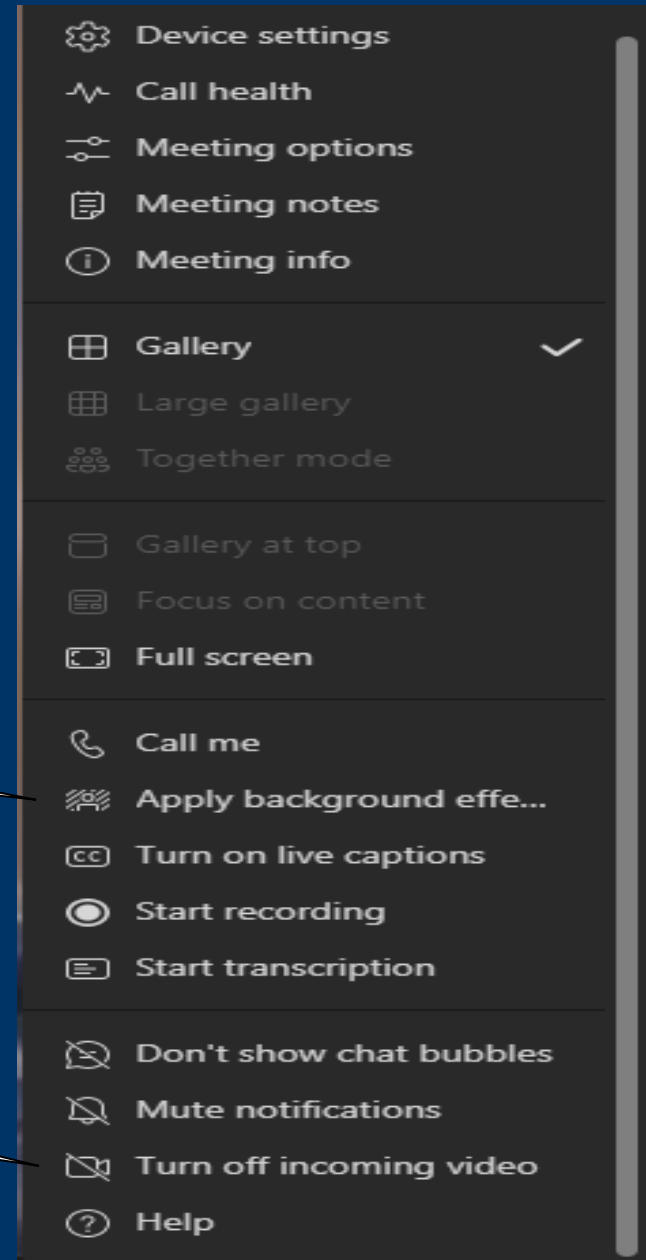 Device settings
Call health
Meeting options
Meeting notes
Meeting info
Gallery
Large gallery
Together mode
Gallery at top
Focus on content
Full screen
Call me
Apply background effe...
CC Turn on live captions
Start recording
Start transcription
Don't show chat bubbles
Mute notifications
Turn off incoming video
Help